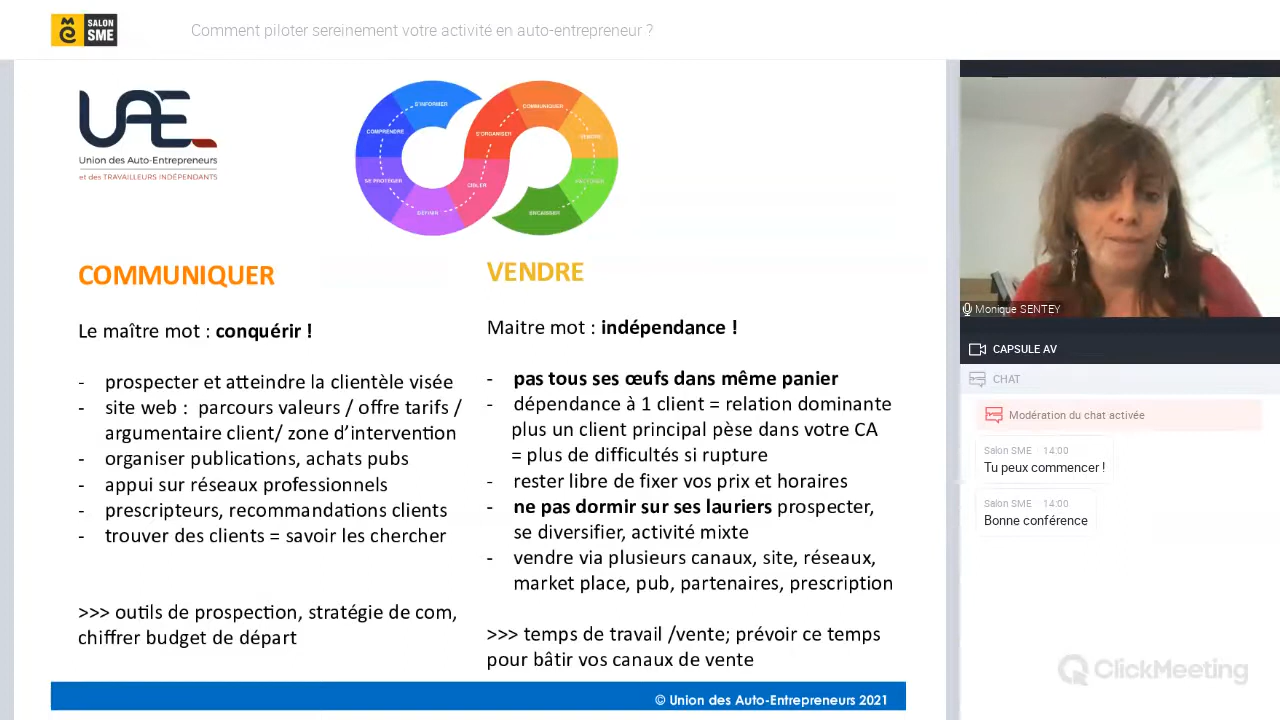 SALON
SME
Comment piloter sereinement votre activité en auto-entrepreneur ?
UAE
Union des Auto-Entrepreneurs
et des TRAVAILLEURS INDÉPENDANTS
S'INFORMER
COMPRENDRE
SE PROTÉGER
DÉFINIR
CIBLER
S'ORGANISER
COMMUNIQUER
VENDRE
FACTURER
ENCAISSER
COMMUNIQUER
Le maître mot : conquérir !
- prospecter et atteindre la clientèle visée
- site web : parcours valeurs / offre tarifs /
argumentaire client/ zone d'intervention
- organiser publications, achats pubs
- appui sur réseaux professionnels
- prescripteurs, recommandations clients
- trouver des clients = savoir les chercher
>>> outils de prospection, stratégie de com,
chiffrer budget de départ
VENDRE
Maitre mot : indépendance !
- pas tous ses œufs dans même panier
- dépendance à 1 client = relation dominante
plus un client principal pèse dans votre CA
= plus de difficultés si rupture
- rester libre de fixer vos prix et horaires
- ne pas dormir sur ses lauriers prospecter,
se diversifier, activité mixte
- vendre via plusieurs canaux, site, réseaux,
market place, pub, partenaires, prescription
>>> temps de travail /vente; prévoir ce temps
pour bâtir vos canaux de vente
© Union des Auto-Entrepreneurs 2021
Monique SENTEY
CAPSULE AV
CHAT
Modération du chat activée
Salon SME 14:00
Tu peux commencer !
Salon SME 14:00
Bonne conférence
ClickMeeting